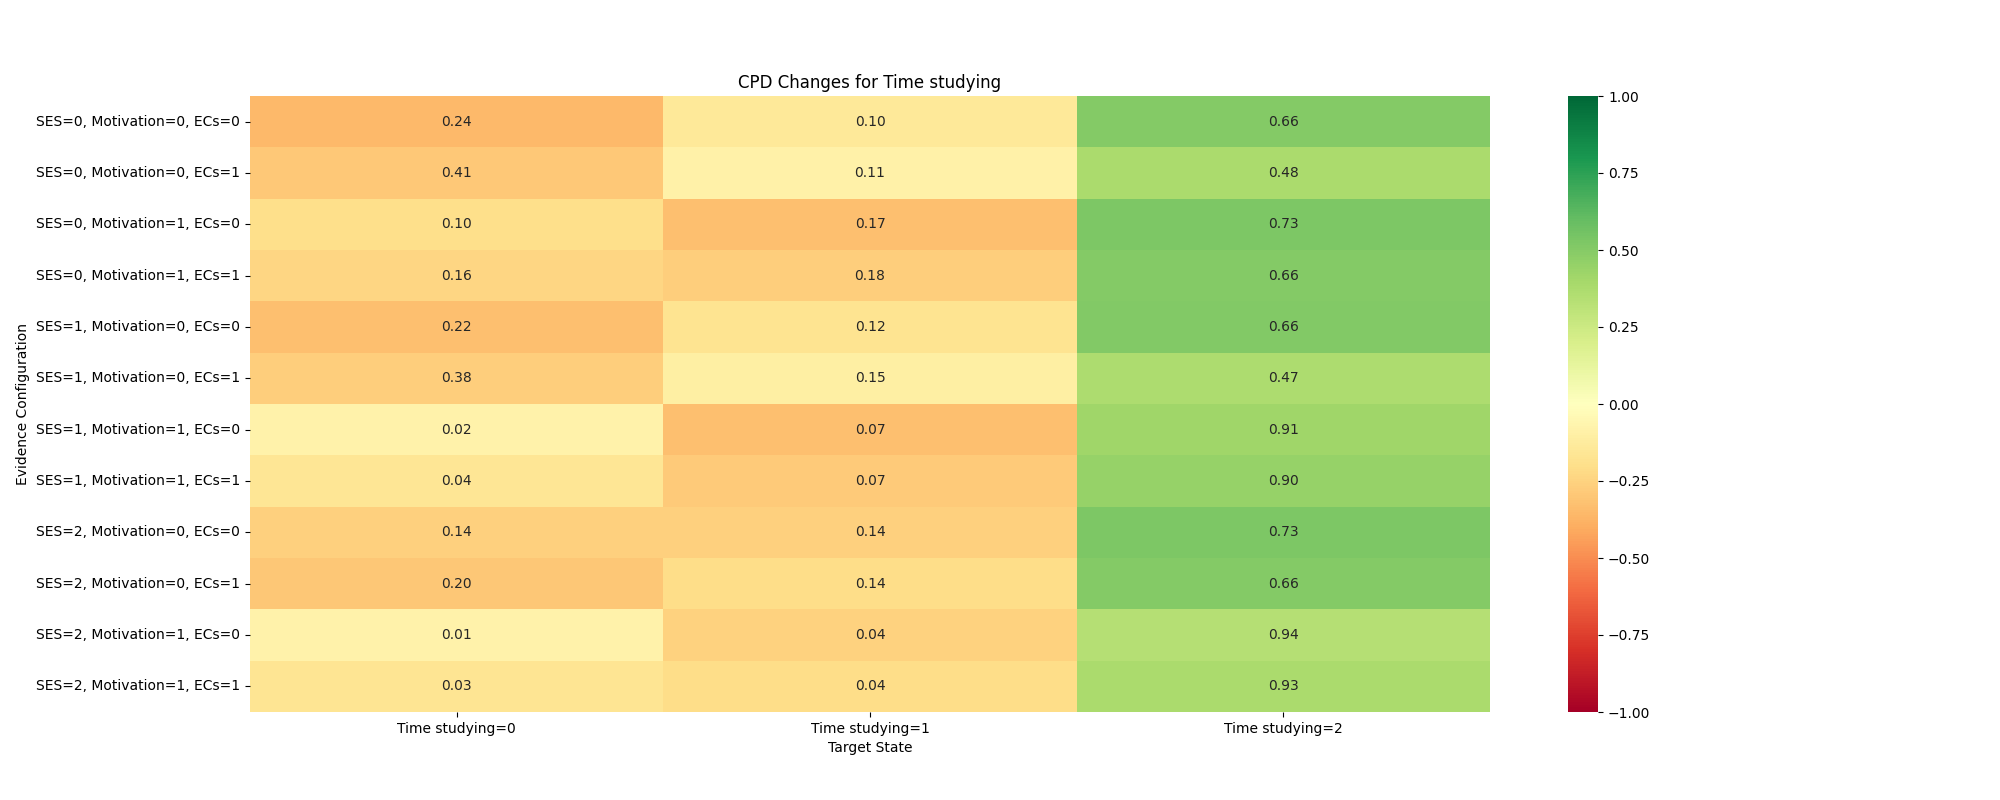 CPD Changes for Time studying
SES=0, Motivation=0, ECs=0 0.24 0.10 0.66
SES=0, Motivation=0, ECs=1 0.41 0.11 0.48
SES=0, Motivation=1, ECs=0 0.10 0.17 0.73
SES=0, Motivation=1, ECs=1 0.16 0.18 0.66
SES=1, Motivation=0, ECs=0 0.22 0.12 0.66
SES=1, Motivation=0, ECs=1 0.38 0.15 0.47
SES=1, Motivation=1, ECs=0 0.02 0.07 0.91
SES=1, Motivation=1, ECs=1 0.04 0.07 0.90
SES=2, Motivation=0, ECs=0 0.14 0.14 0.73
SES=2, Motivation=0, ECs=1 0.20 0.14 0.66
SES=2, Motivation=1, ECs=0 0.01 0.04 0.94
SES=2, Motivation=1, ECs=1 0.03 0.04 0.93
Evidence Configuration
Time studying=0 Time studying=1 Time studying=2
Target State
1.00
0.75
0.50
0.25
0.00
−0.25
−0.50
−0.75
−1.00